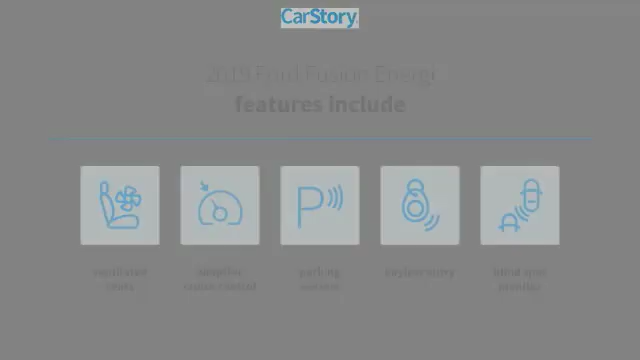 CarStory.
2019 Ford Fusion Energi
features include
P
ventilated
seats
adaptive
cruise control
parking
sensors
keyless entry
blind spot
monitor